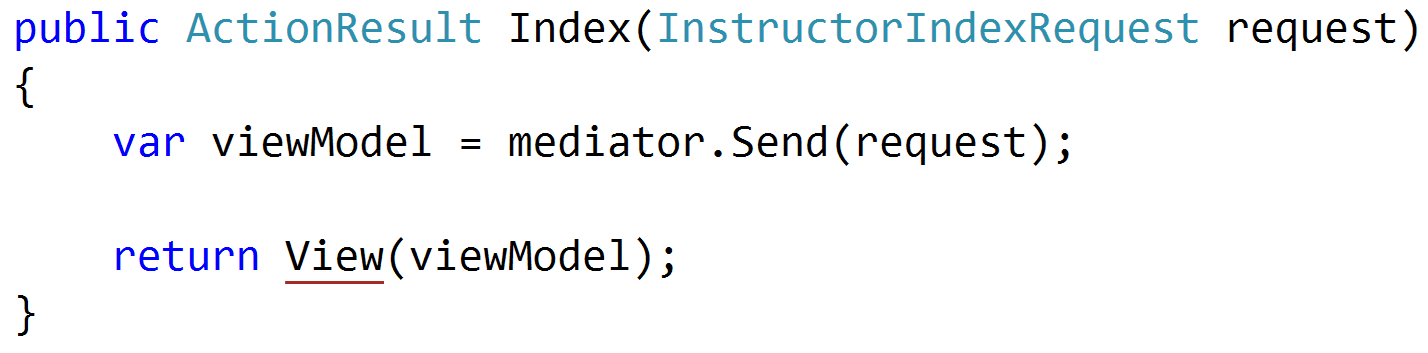 public ActionResult Index(InstructorIndexRequest request)
{
    var viewModel = mediator.Send(request);
    return View(viewModel);
}